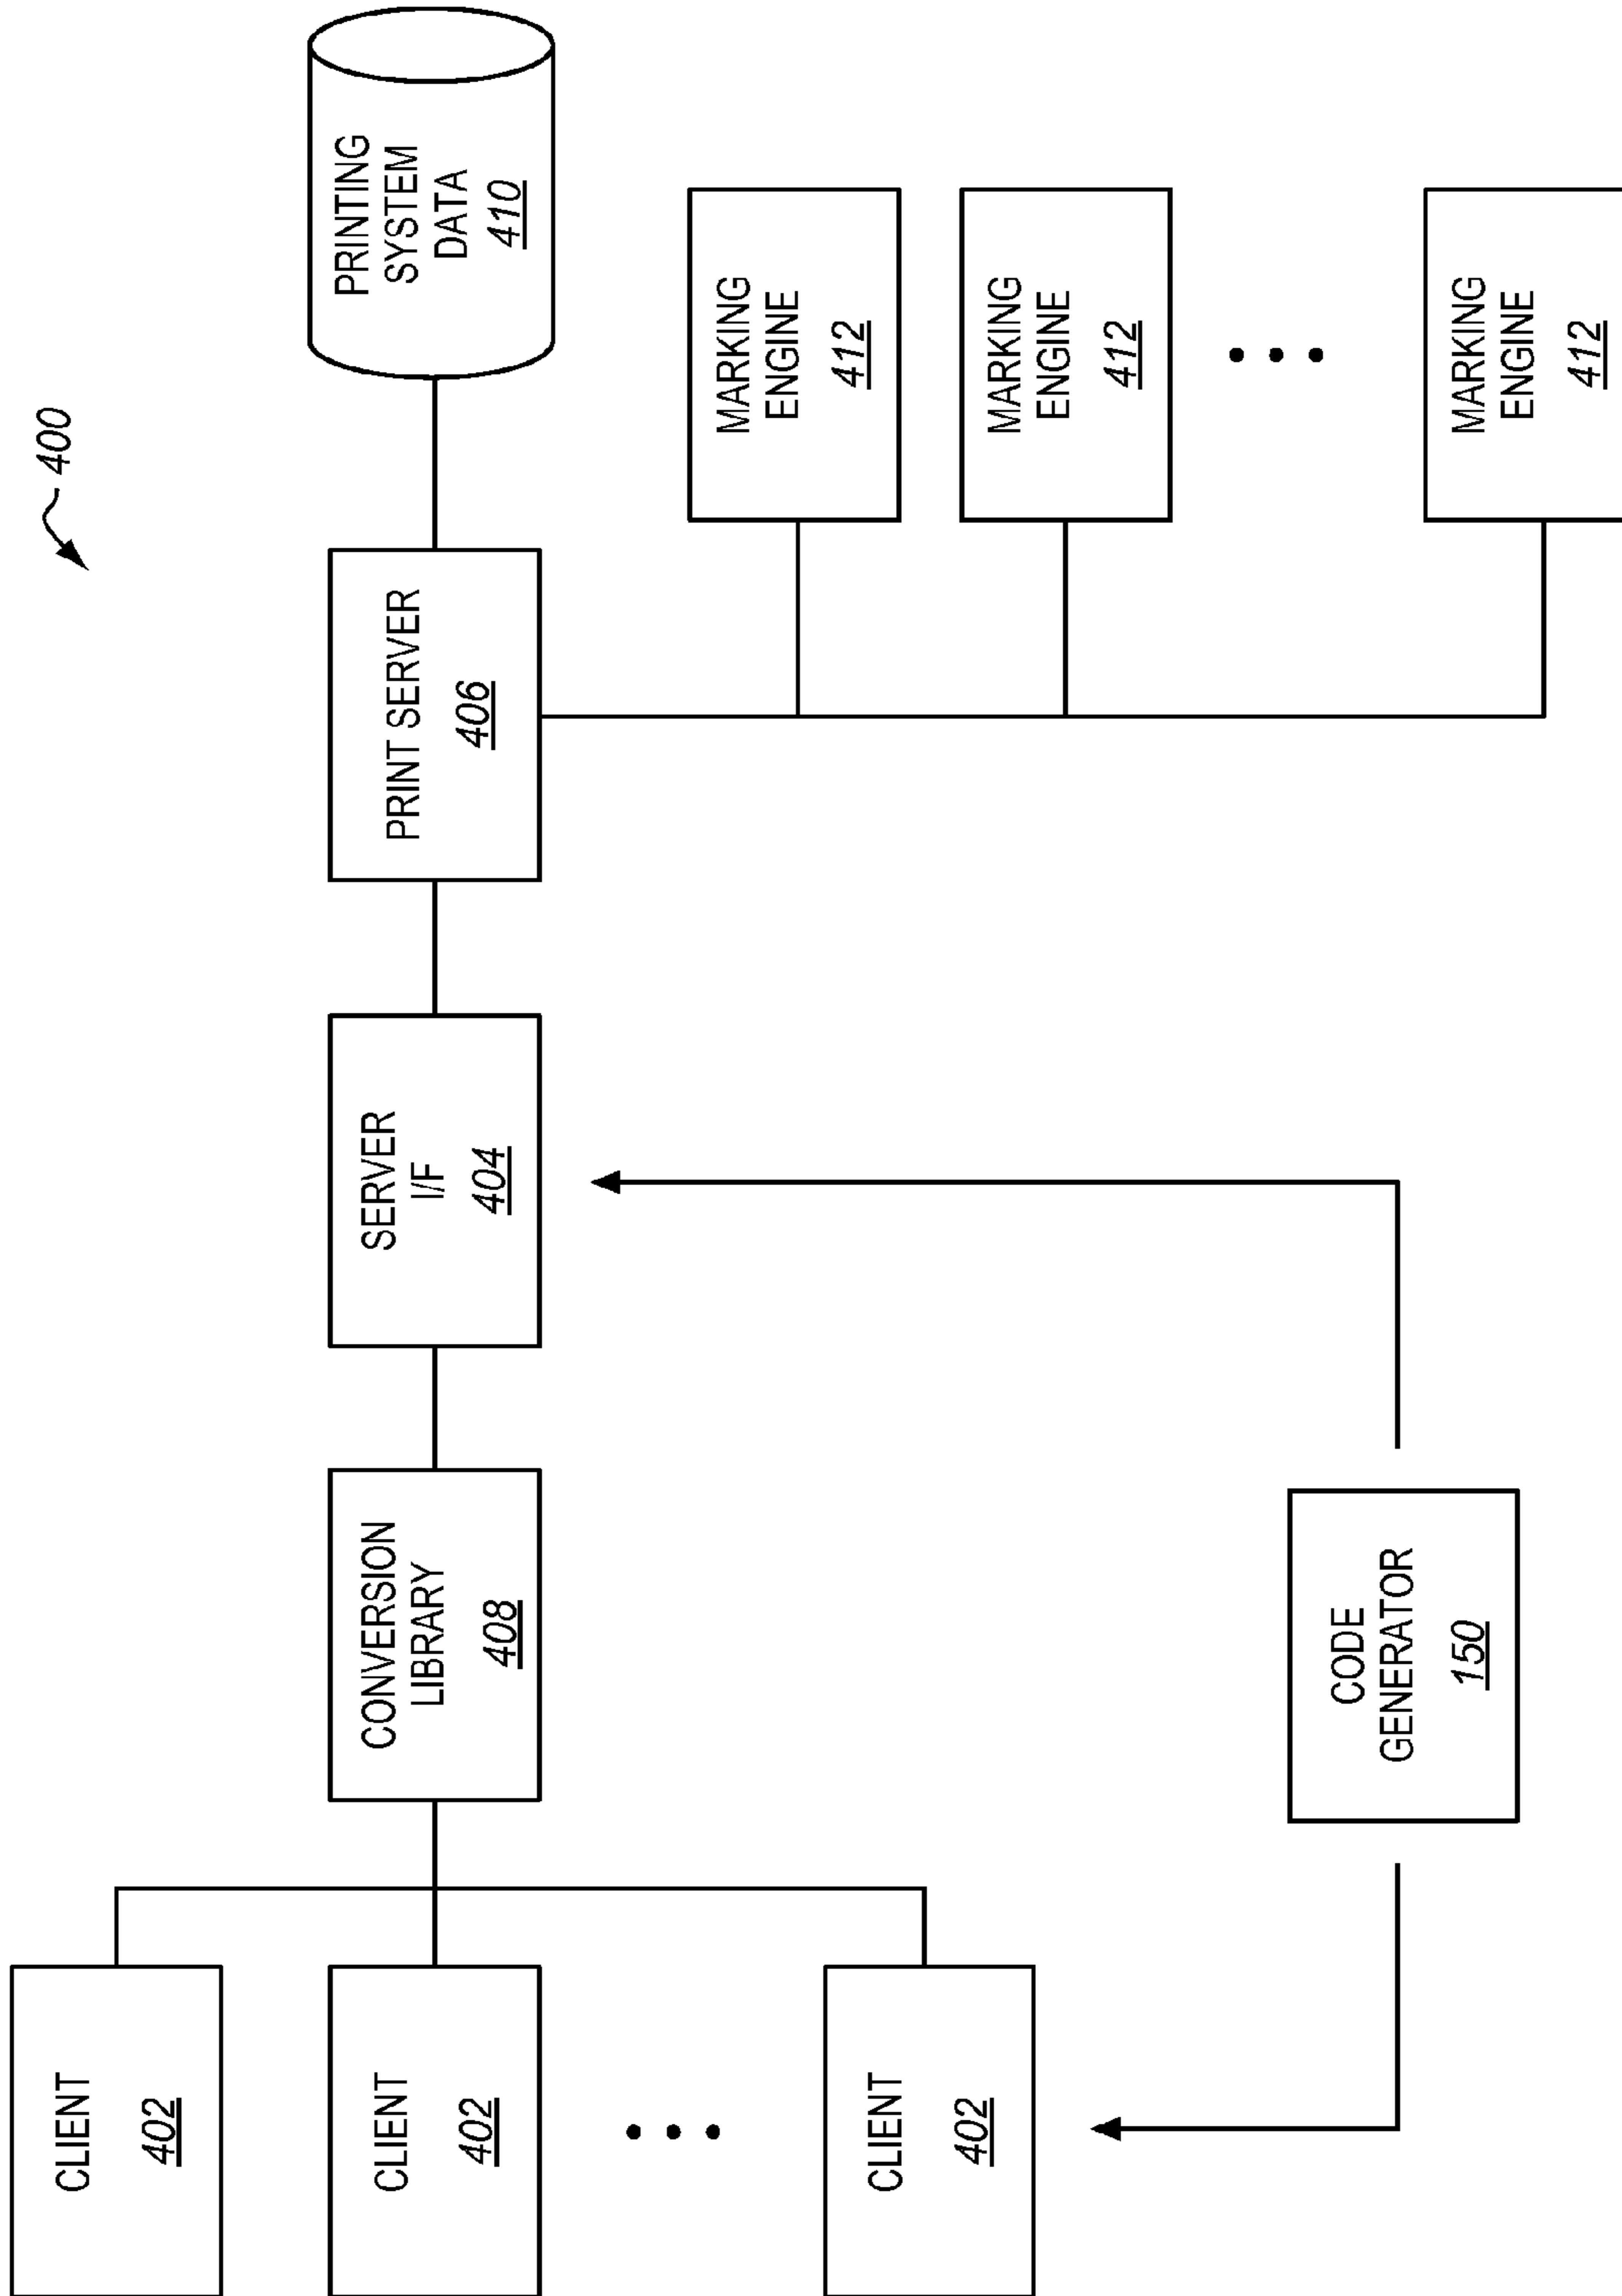 400
CLIENT
402
CLIENT
402
CLIENT
402
CONVERSION
LIBRARY
408
SERVER
I/F
404
PRINT SERVER
406
PRINTING
SYSTEM
DATA
410
MARKING
ENGINE
412
MARKING
ENGINE
412
MARKING
ENGINE
412
CODE
GENERATOR
150